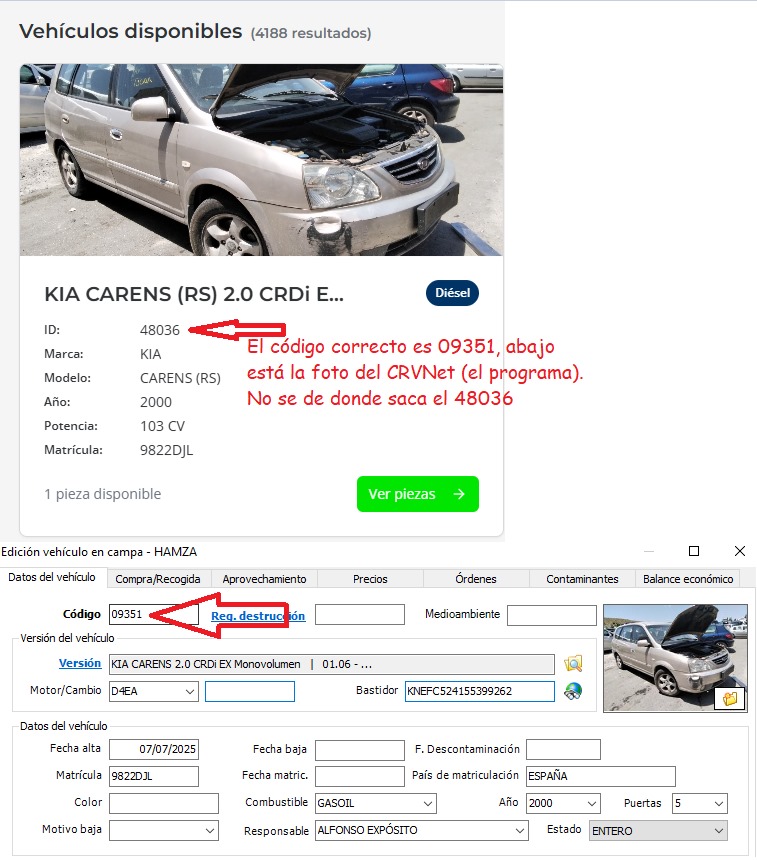 Vehículos disponibles (4188 resultados)
KIA CARENS (RS) 2.0 CRDi E...
Diésel
ID: 48036
Marca: KIA
Modelo: CARENS (RS)
Año: 2000
Potencia: 103 CV
Matrícula: 9822DJL
El código correcto es 09351, abajo
está la foto del CRVNet (el programa).
No se de donde saca el 48036
1 pieza disponible
Ver piezas →
Edición vehículo en campa - HAMZA
Datos del vehículo Compra/Recogida Aprovechamiento Precios Órdenes Contaminantes Balance económico
Código 09351 Reg. destrucción Medioambiente
Versión del vehículo
Versión KIA CARENS 2.0 CRDi EX Monovolumen | 01.06 - ...
Motor/Cambio D4EA Bastidor KNEFC524155399262
Datos del vehículo
Fecha alta 07/07/2025 Fecha baja F. Descontaminación
Matrícula 9822DJL Fecha matric. País de matriculación ESPAÑA
Color Combustible GASOIL Año 2000 Puertas 5
Motivo baja Responsable ALFONSO EXPÓSITO Estado ENTERO